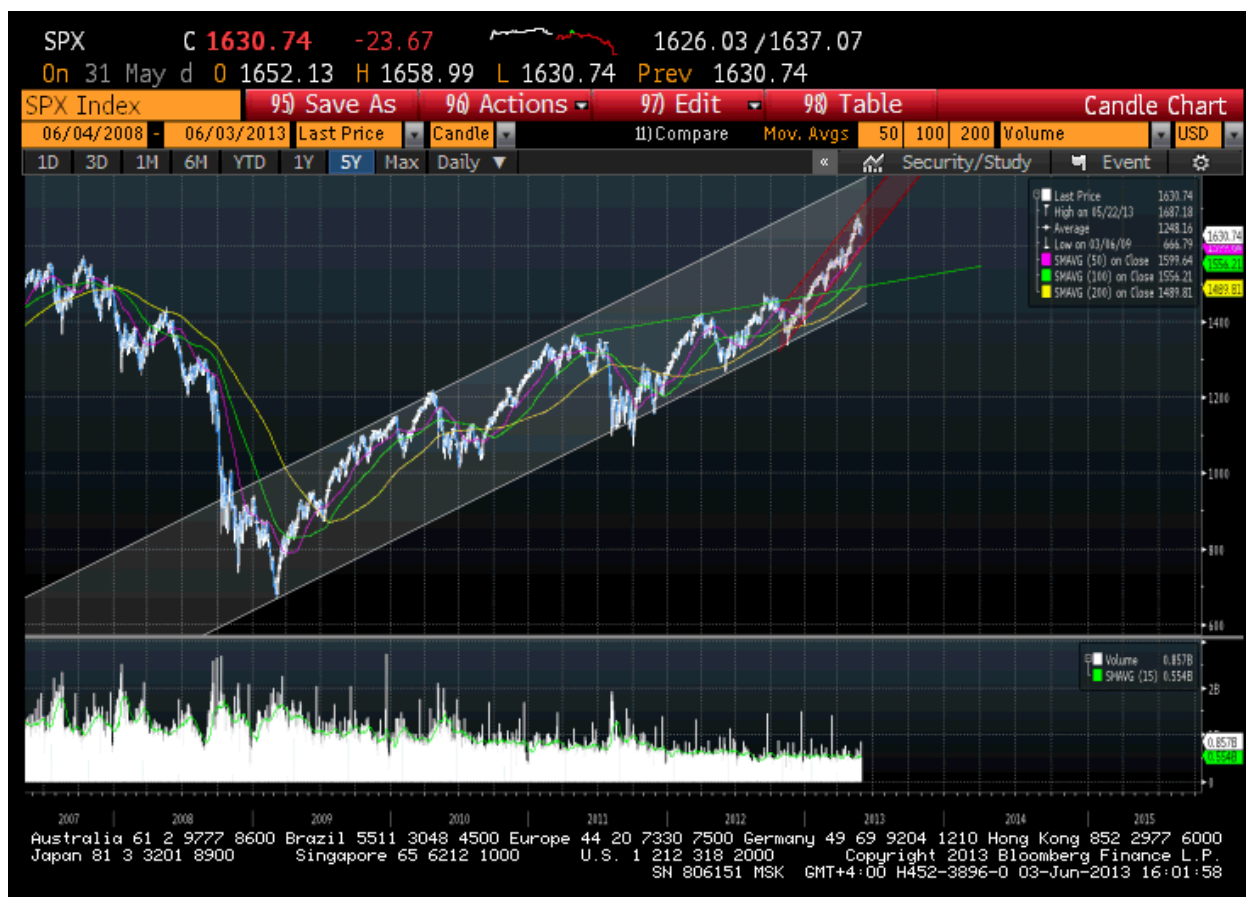 SPX C 1630.74 -23.67 1626.03/1637.07
On 31 May d O 1652.13 H 1658.99 L 1630.74 Prev 1630.74
SPX Index 95) Save As 96) Actions 97) Edit 98) Table Candle Chart
06/04/2008 - 06/03/2013 Last Price Candle 11) Compare Mov. Avgs 50 100 200 Volume USD
1D 3D 1M 6M YTD 1Y 5Y Max Daily ▼ « Security/Study Event
Last Price 1630.74
High on 05/22/13 1687.18
Average 1248.16
Low on 03/06/09 666.79
SMAVG (50) on Close 1599.64
SMAVG (100) on Close 1556.21
SMAVG (200) on Close 1489.81
1630.74
1599.64
1556.21
1489.81
1400
1200
1000
800
600
Volume 0.857B
SMAVG (15) 0.554B
2B
0.857B
0.554B
0
2007 2008 2009 2010 2011 2012 2013 2014 2015
Australia 61 2 9777 8600 Brazil 5511 3048 4500 Europe 44 20 7330 7500 Germany 49 69 9204 1210 Hong Kong 852 2977 6000
Japan 81 3 3201 8900 Singapore 65 6212 1000 U.S. 1 212 318 2000 Copyright 2013 Bloomberg Finance L.P.
SN 806151 MSK GMT+4:00 H452-3896-0 03-Jun-2013 16:01:58